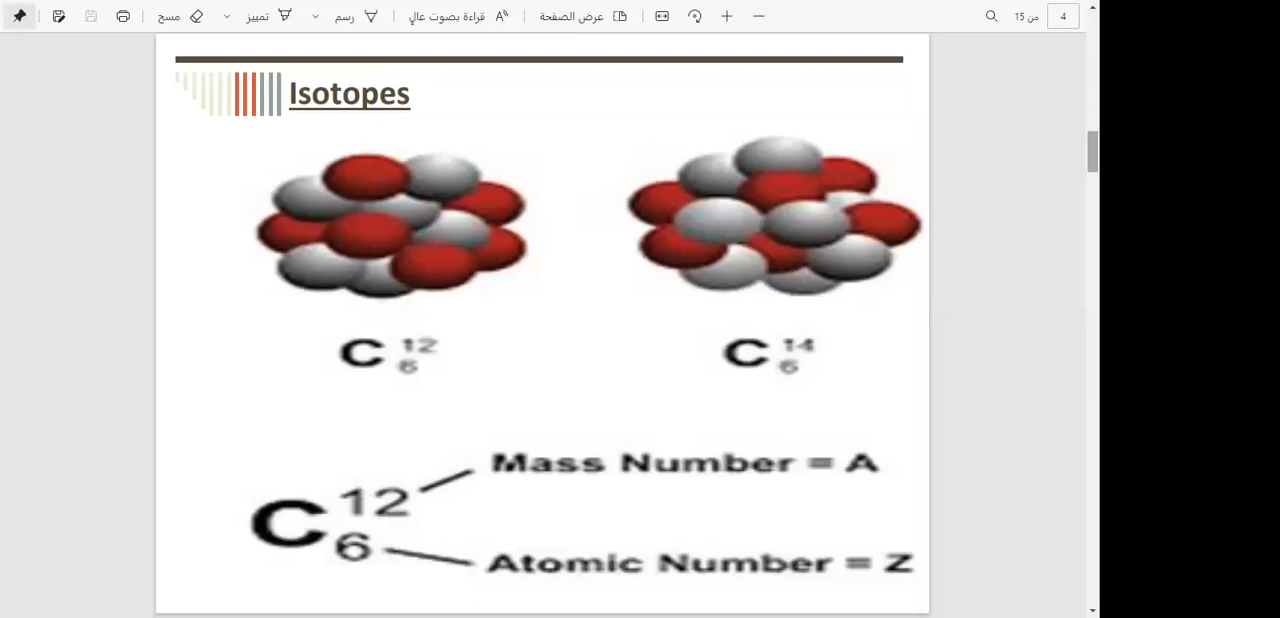 4 من 15 عرض الصفحة قراءة بصوت عالٍ رسم تمييز مسح
Isotopes
C 12 6 C 14 6
Mass Number = A
C 12 6
Atomic Number = Z